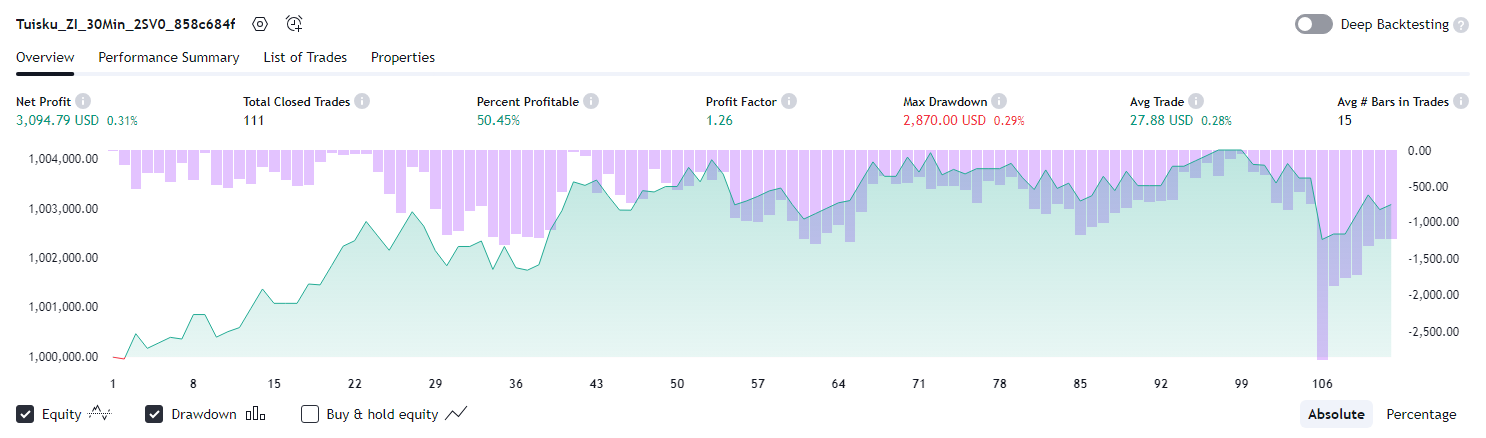 Tuisku_ZI_30Min_2SV0_858c684f
Deep Backtesting
Overview Performance Summary List of Trades Properties
Net Profit Total Closed Trades Percent Profitable Profit Factor Max Drawdown Avg Trade Avg # Bars in Trades
3,094.79 USD 0.31% 111 50.45% 1.26 2,870.00 USD 0.29% 27.88 USD 0.28% 15
1,004,000.00
1,003,000.00
1,002,000.00
1,001,000.00
1,000,000.00
0.00
-500.00
-1,000.00
-1,500.00
-2,000.00
-2,500.00
1 8 15 22 29 36 43 50 57 64 71 78 85 92 99 106
Equity Drawdown Buy & hold equity Absolute Percentage